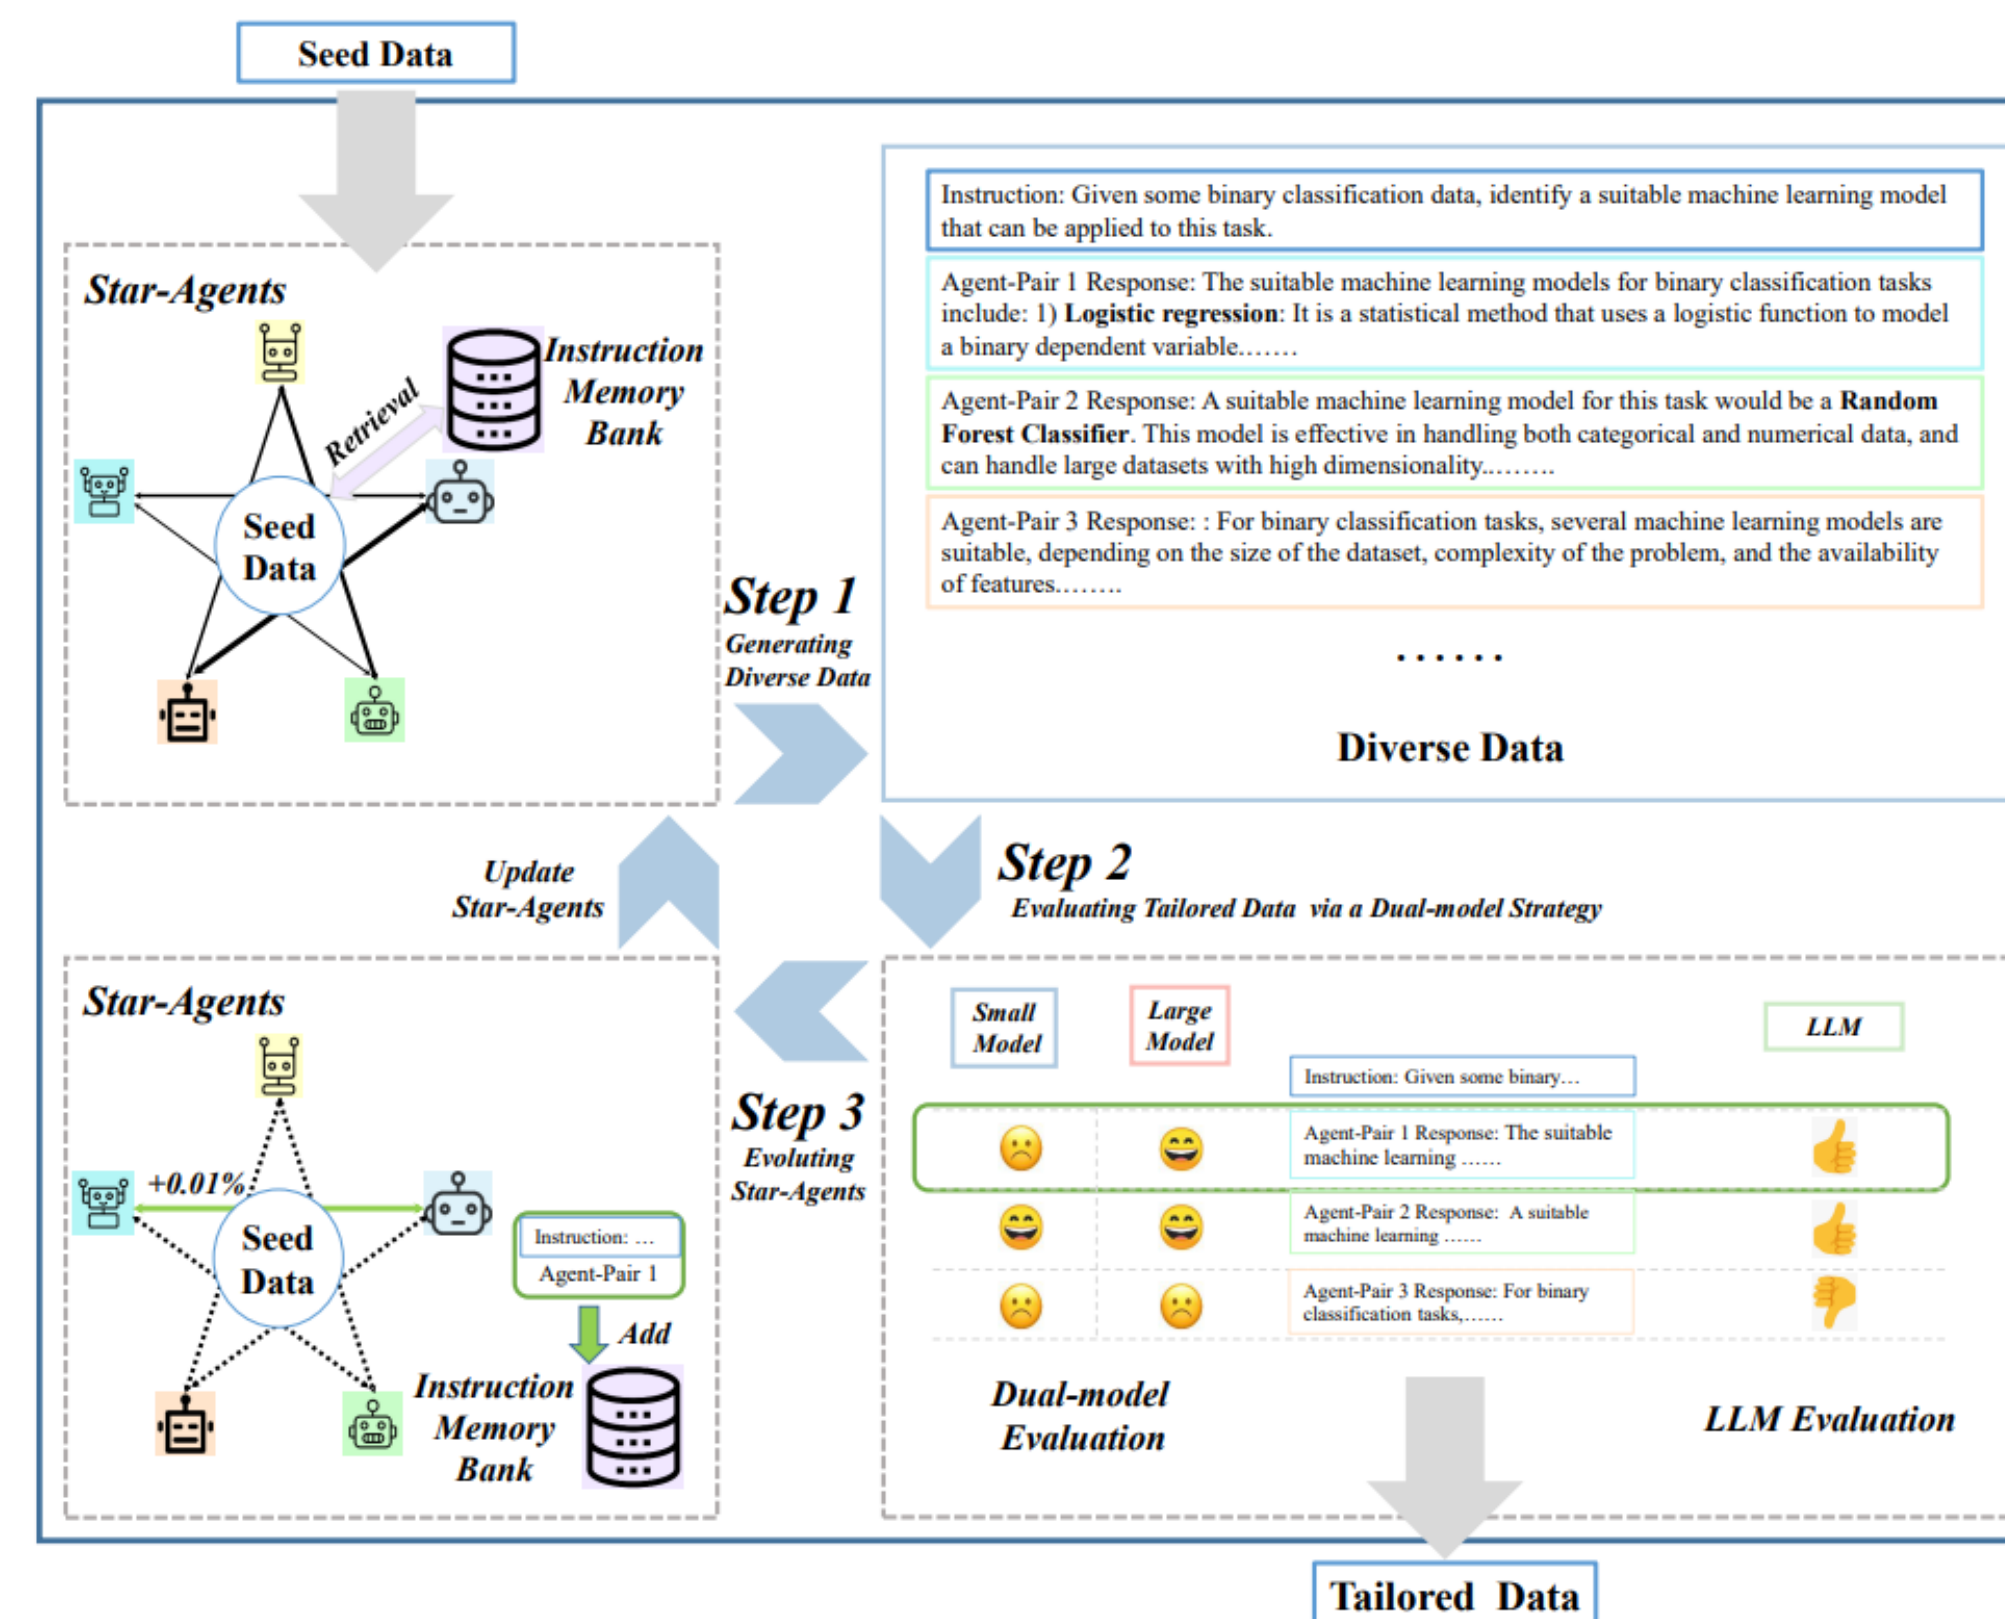 Seed Data
Star-Agents
Instruction
Memory
Bank
Retrieval
Seed
Data
Step 1
Generating
Diverse Data
Instruction: Given some binary classification data, identify a suitable machine learning model
that can be applied to this task.
Agent-Pair 1 Response: The suitable machine learning models for binary classification tasks
include: 1) Logistic regression: It is a statistical method that uses a logistic function to model
a binary dependent variable.……
Agent-Pair 2 Response: A suitable machine learning model for this task would be a Random
Forest Classifier. This model is effective in handling both categorical and numerical data, and
can handle large datasets with high dimensionality..…….
Agent-Pair 3 Response: : For binary classification tasks, several machine learning models are
suitable, depending on the size of the dataset, complexity of the problem, and the availability
of features..…….
......
Diverse Data
Step 2
Evaluating Tailored Data via a Dual-model Strategy
Small
Model
Large
Model
LLM
Instruction: Given some binary…
Agent-Pair 1 Response: The suitable
machine learning ……
Agent-Pair 2 Response: A suitable
machine learning ……
Agent-Pair 3 Response: For binary
classification tasks,……
Dual-model
Evaluation
LLM Evaluation
Step 3
Evoluting
Star-Agents
Star-Agents
+0.01%
Seed
Data
Instruction: …
Agent-Pair 1
Add
Instruction
Memory
Bank
Update
Star-Agents
Tailored Data